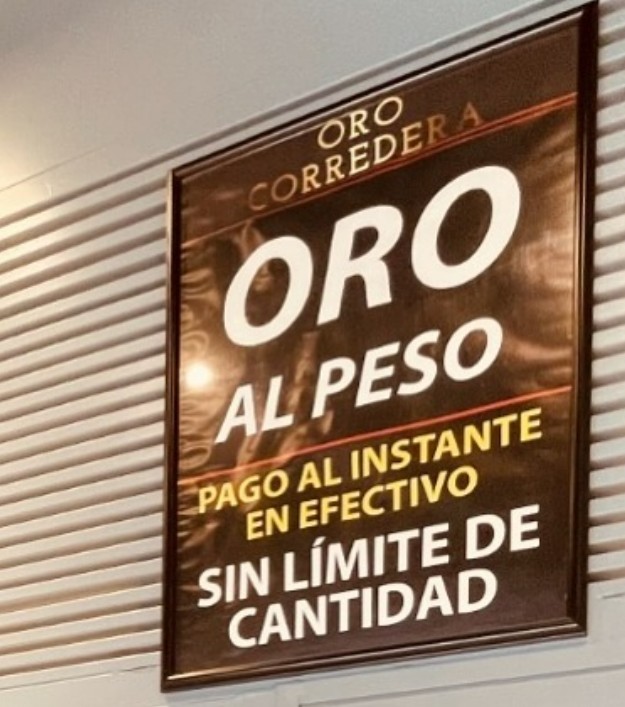 ORO
CORREDERA
ORO
AL PESO
PAGO AL INSTANTE
EN EFECTIVO
SIN LÍMITE DE
CANTIDAD